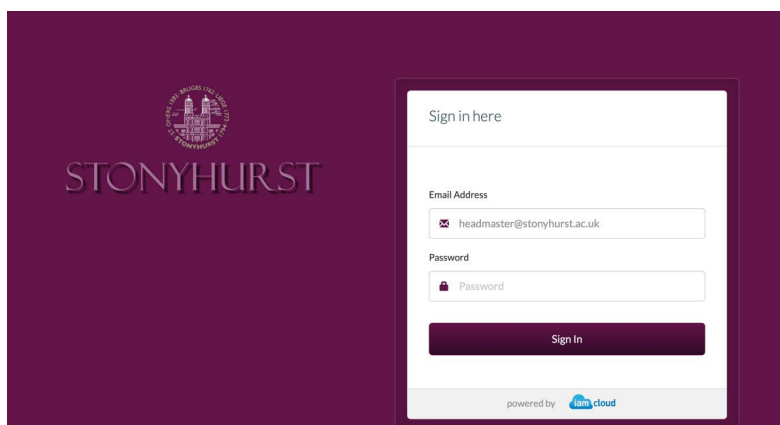 STONYHURST
Sign in here
Email Address
headmaster@stonyhurst.ac.uk
Password
Password
Sign In
powered by iam cloud